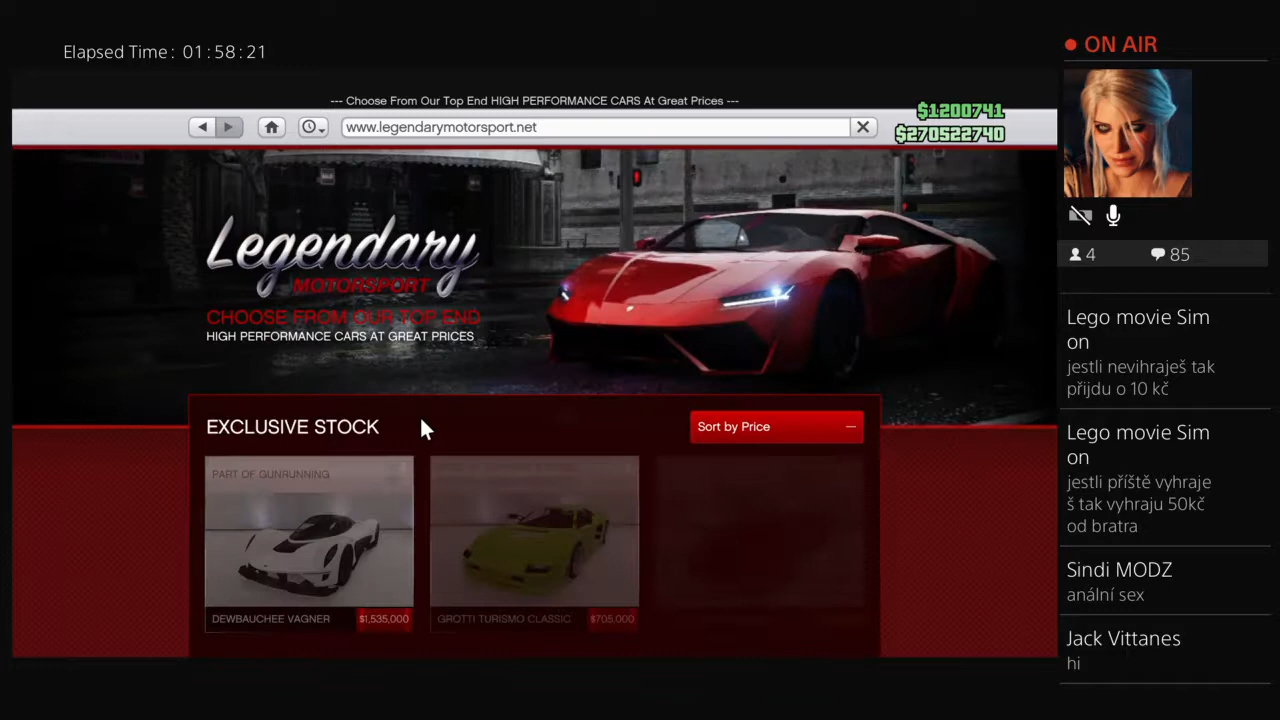 Elapsed Time: 01:58:21
ON AIR
--- Choose From Our Top End HIGH PERFORMANCE CARS At Great Prices ---
$1200741
www.legendarymotorsport.net
$270522740
Legendary
MOTORSPORT
CHOOSE FROM OUR TOP END
HIGH PERFORMANCE CARS AT GREAT PRICES
EXCLUSIVE STOCK
Sort by Price
PART OF GUNRUNNING
DEWBAUCHEE VAGNER
$1,535,000
GROTTI TURISMO CLASSIC
$705,000
4
85
Lego movie Sim
on
jestli nevihraješ tak
přijdu o 10 kč
Lego movie Sim
on
jestli příště vyhraje
š tak vyhraju 50kč
od bratra
Sindi MODZ
anální sex
Jack Vittanes
hi